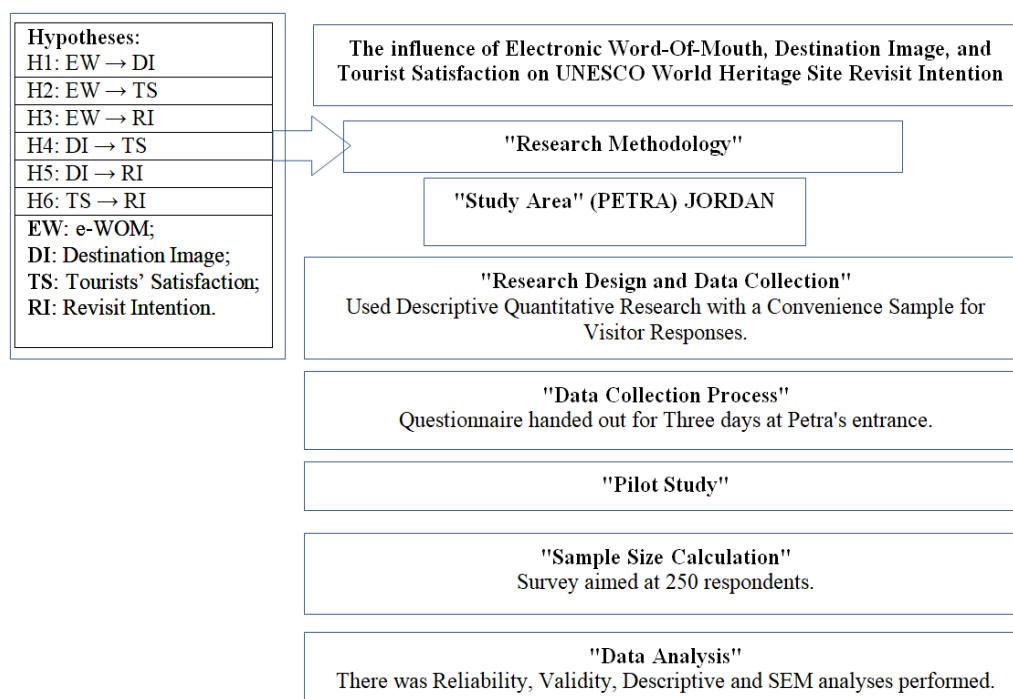 Hypotheses:
H1: EW → DI
H2: EW → TS
H3: EW → RI
H4: DI → TS
H5: DI → RI
H6: TS → RI
EW: e-WOM;
DI: Destination Image;
TS: Tourists' Satisfaction;
RI: Revisit Intention.
The influence of Electronic Word-Of-Mouth, Destination Image, and
Tourist Satisfaction on UNESCO World Heritage Site Revisit Intention
"Research Methodology"
"Study Area" (PETRA) JORDAN
"Research Design and Data Collection"
Used Descriptive Quantitative Research with a Convenience Sample for
Visitor Responses.
"Data Collection Process"
Questionnaire handed out for Three days at Petra's entrance.
"Pilot Study"
"Sample Size Calculation"
Survey aimed at 250 respondents.
"Data Analysis"
There was Reliability, Validity, Descriptive and SEM analyses performed.